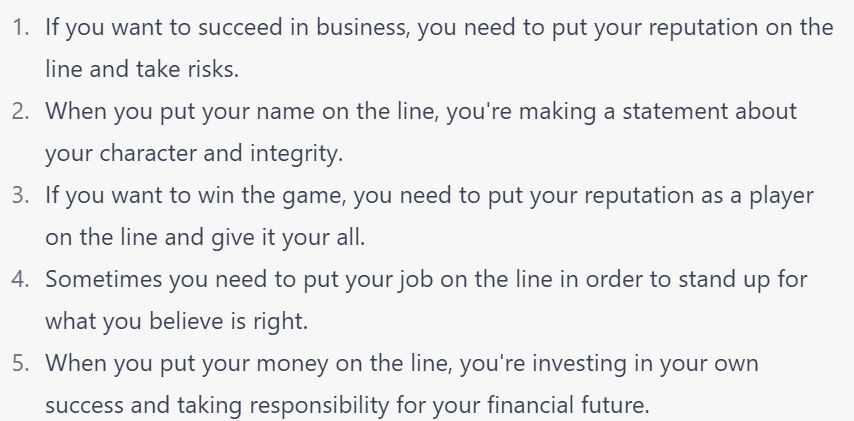 1. If you want to succeed in business, you need to put your reputation on the
line and take risks.
2. When you put your name on the line, you're making a statement about
your character and integrity.
3. If you want to win the game, you need to put your reputation as a player
on the line and give it your all.
4. Sometimes you need to put your job on the line in order to stand up for
what you believe is right.
5. When you put your money on the line, you're investing in your own
success and taking responsibility for your financial future.